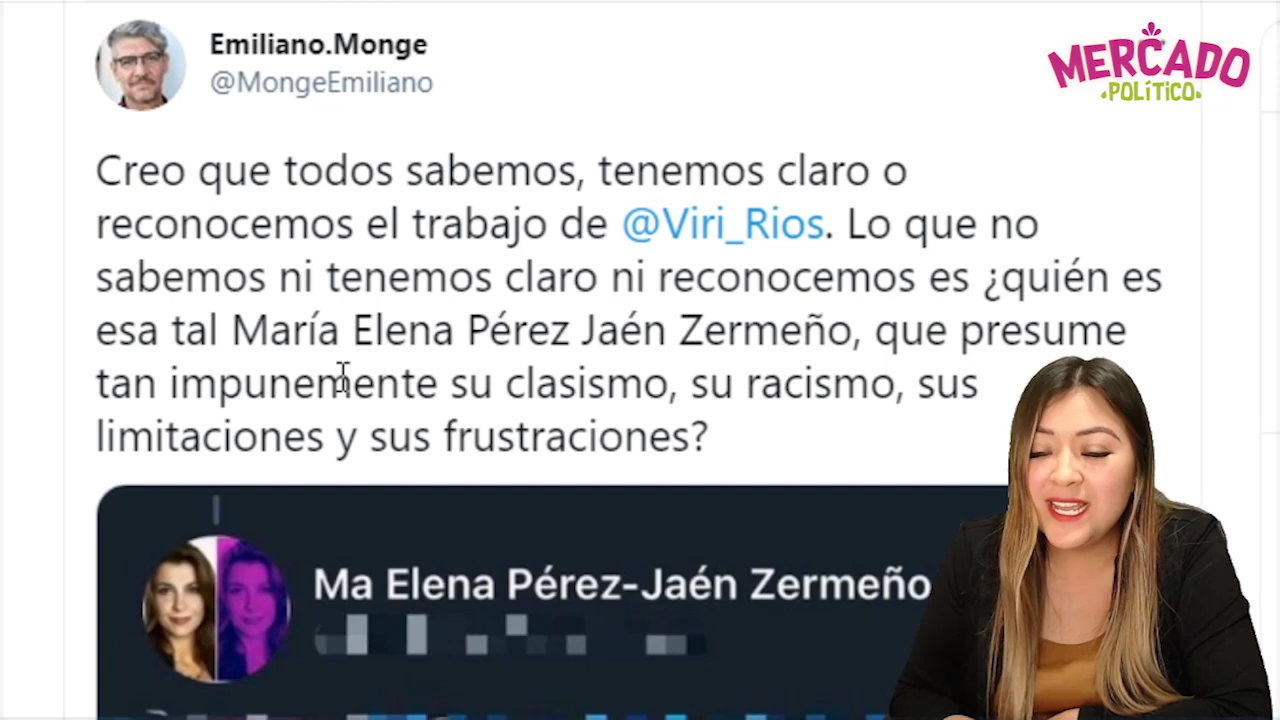 Emiliano.Monge
@MongeEmiliano
MERCADO
POLÍTICO
Creo que todos sabemos, tenemos claro o
reconocemos el trabajo de @Viri_Rios. Lo que no
sabemos ni tenemos claro ni reconocemos es ¿quién es
esa tal María Elena Pérez Jaén Zermeño, que presume
tan impunemente su clasismo, su racismo, sus
limitaciones y sus frustraciones?
Ma Elena Pérez-Jaén Zermeño